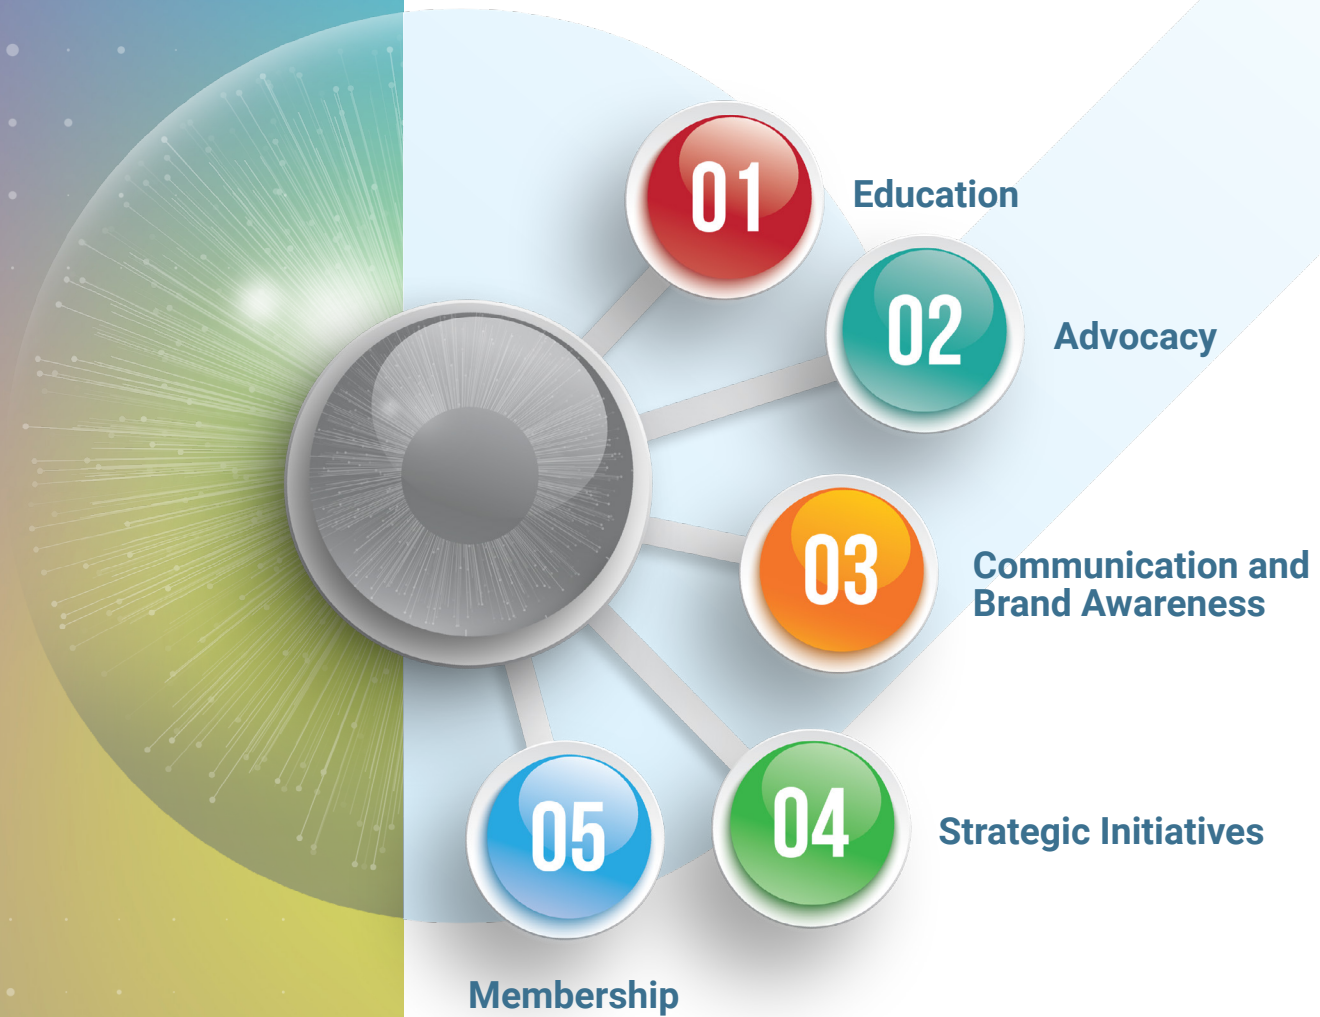 01
Education
02
Advocacy
03
Communication and
Brand Awareness
04
Strategic Initiatives
05
Membership